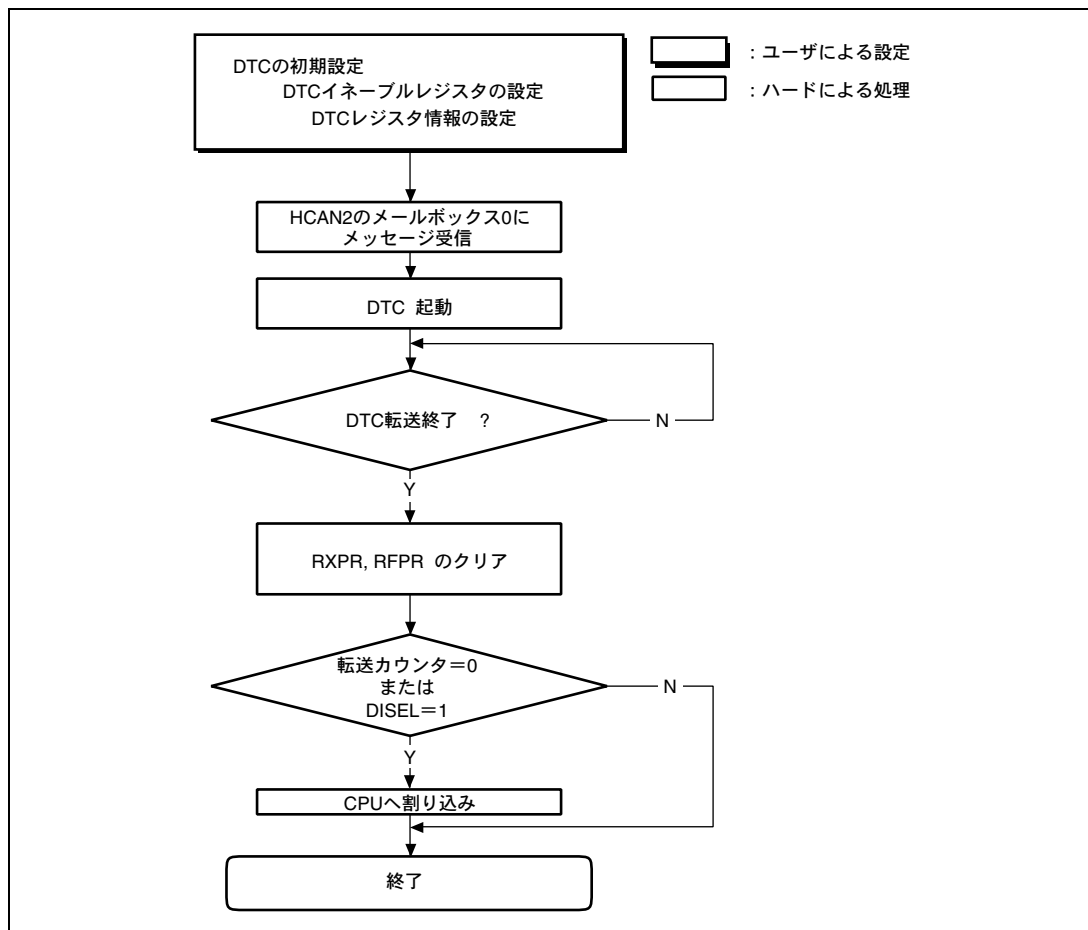 DTCの初期設定
DTCイネーブルレジスタの設定
DTCレジスタ情報の設定
：ユーザによる設定
：ハードによる処理
HCAN2のメールボックス0に
メッセージ受信
DTC 起動
DTC転送終了 ?
N
Y
RXPR, RFPR のクリア
転送カウンタ＝0
または
DISEL＝1
N
Y
CPUへ割り込み
終了